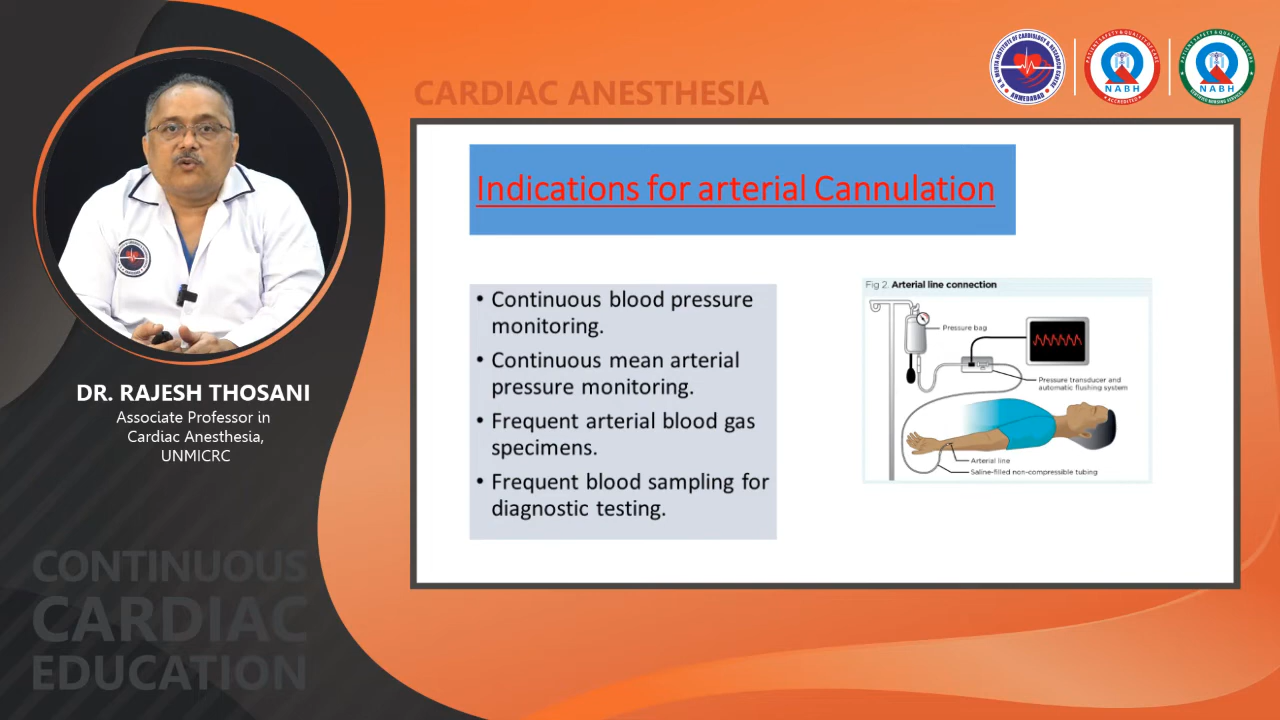 CARDIAC ANESTHESIA
NABH
ACCREDITED
NABH
Indications for arterial Cannulation
• Continuous blood pressure
monitoring.
• Continuous mean arterial
pressure monitoring.
• Frequent arterial blood gas
specimens.
• Frequent blood sampling for
diagnostic testing.
Fig 2. Arterial line connection
Pressure bag
Pressure transducer and
automatic flushing system
Arterial line
Saline-filled non-compressible tubing
DR. RAJESH THOSANI
Associate Professor in
Cardiac Anesthesia,
UNMICRC
CONTINUOUS
CARDIAC
EDUCATION